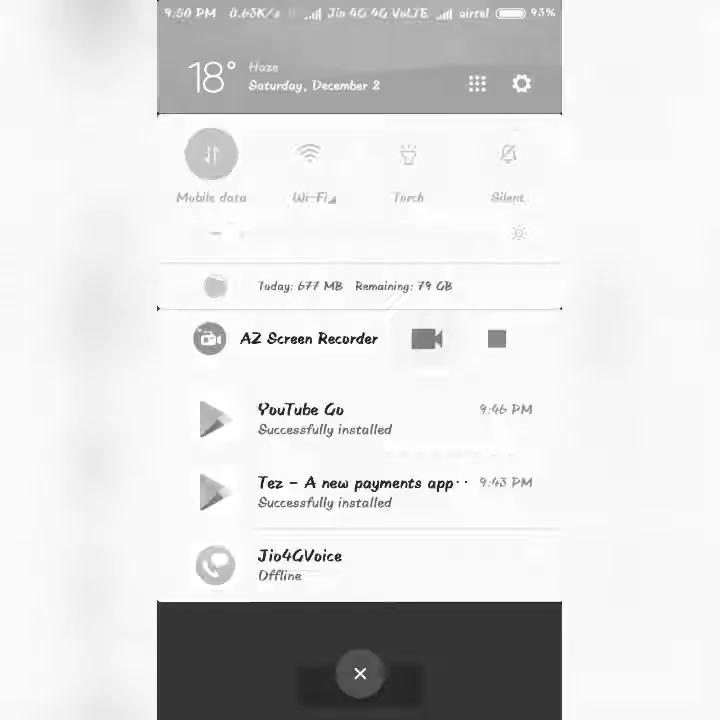 9:50 PM 0.63K/s Jio 4G 4G VoLTE airtel 93%
18° Haze
Saturday, December 2
Mobile data Wi-Fi Torch Silent
Today: 677 MB Remaining: 79 GB
AZ Screen Recorder
YouTube Go 9:46 PM
Successfully installed
Tez - A new payments app·· 9:43 PM
Successfully installed
Jio4GVoice
Offline